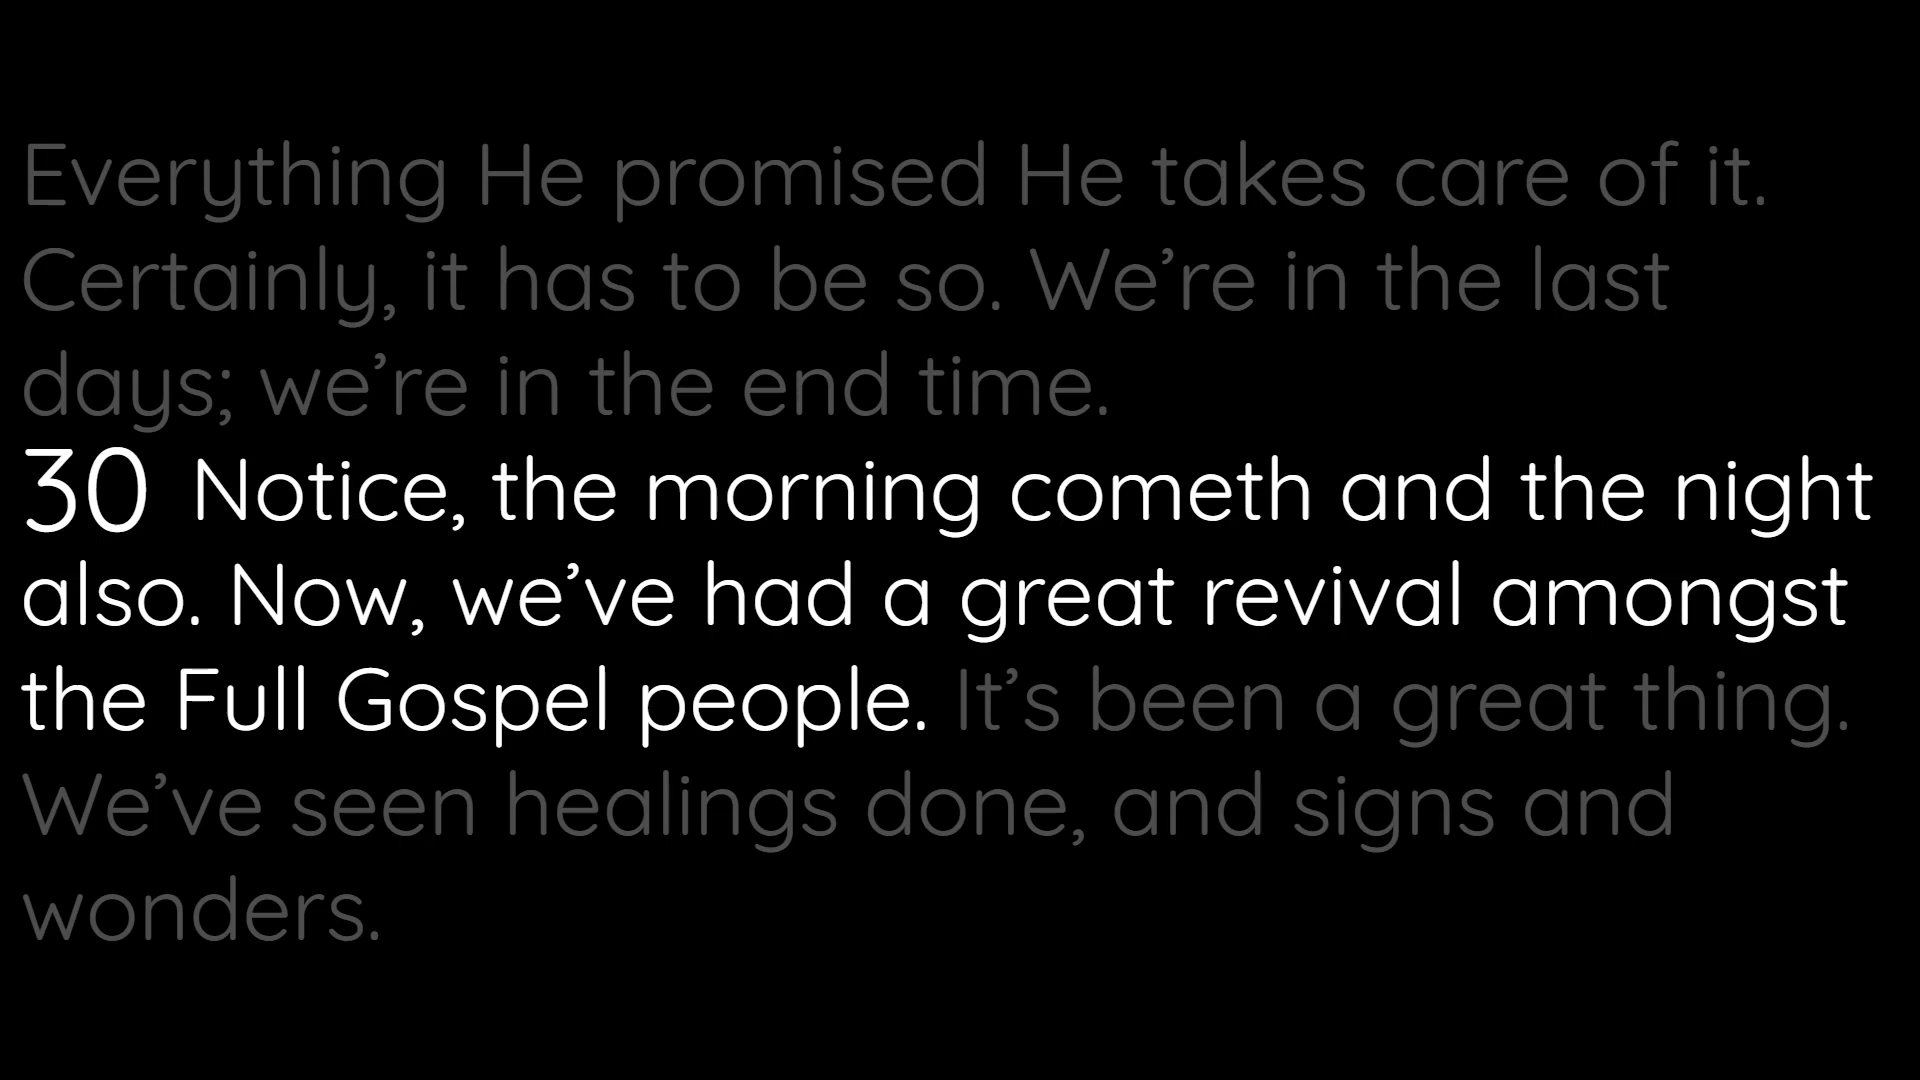 Everything He promised He takes care of it.
Certainly, it has to be so. We’re in the last
days; we’re in the end time.
30 Notice, the morning cometh and the night
also. Now, we’ve had a great revival amongst
the Full Gospel people. It’s been a great thing.
We’ve seen healings done, and signs and
wonders.